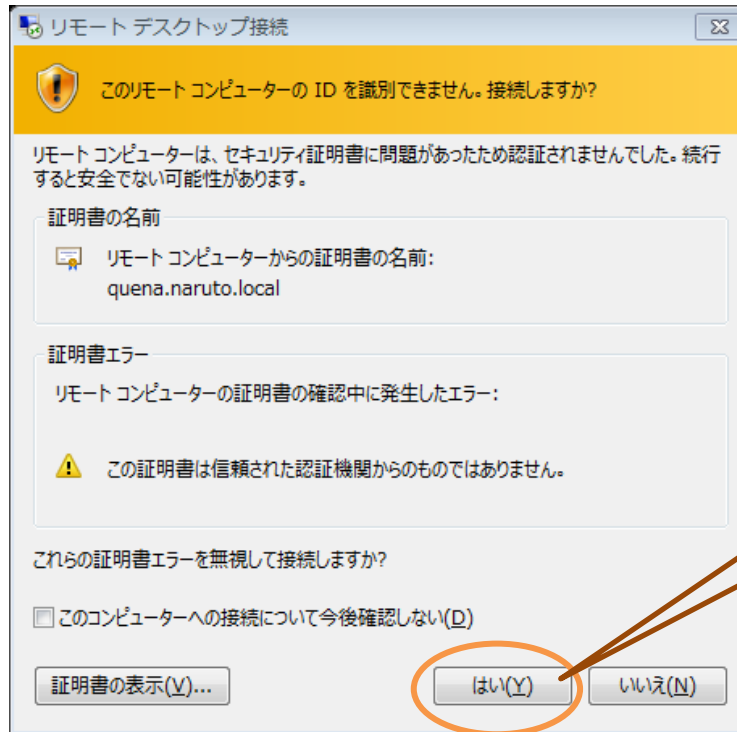 リモート デスクトップ接続
このリモート コンピューターの ID を識別できません。接続しますか?
リモート コンピューターは、セキュリティ証明書に問題があったため認証されませんでした。続行
すると安全でない可能性があります。
証明書の名前
リモート コンピューターからの証明書の名前:
quena.naruto.local
証明書エラー
リモート コンピューターの証明書の確認中に発生したエラー:
この証明書は信頼された認証機関からのものではありません。
これらの証明書エラーを無視して接続しますか?
このコンピューターへの接続について今後確認しない(D)
証明書の表示(V)... はい(Y) いいえ(N)